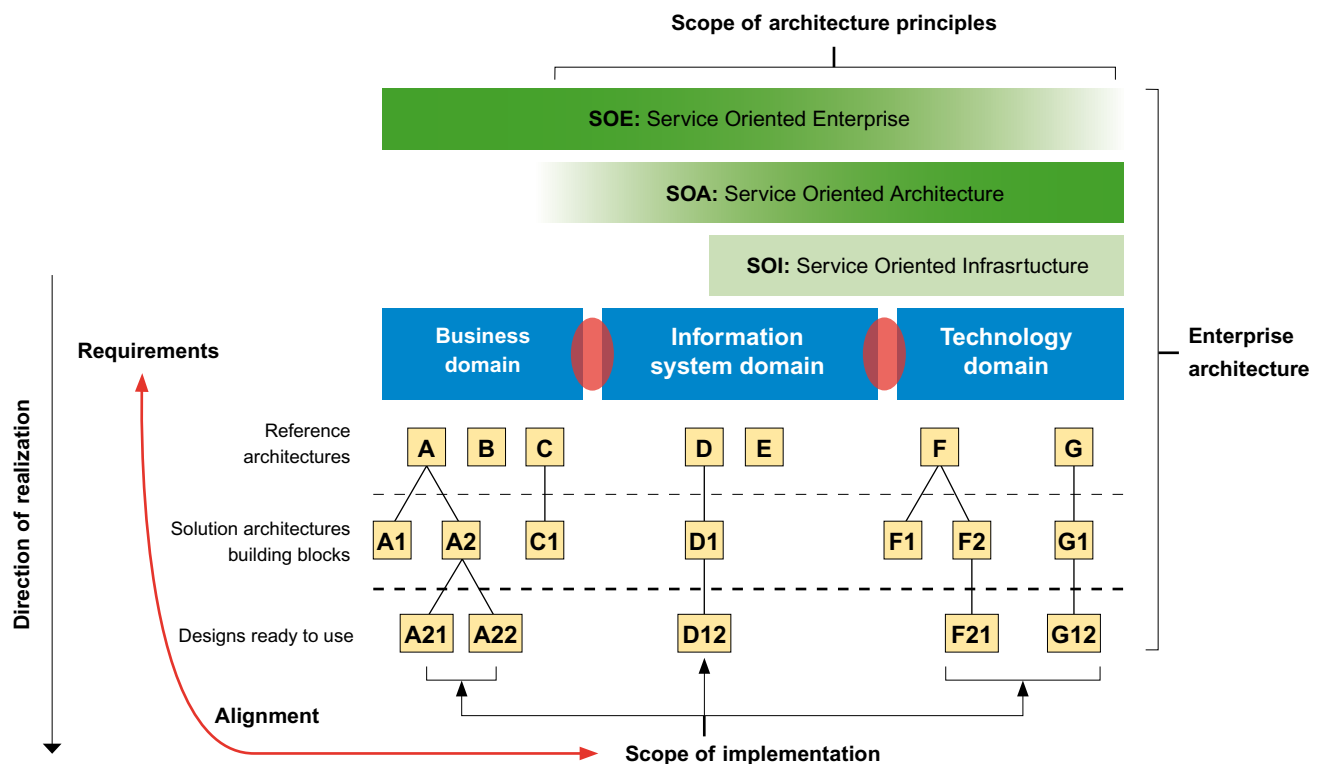 Scope of architecture principles
SOE: Service Oriented Enterprise
SOA: Service Oriented Architecture
SOI: Service Oriented Infrasrtucture
Business
domain
Information
system domain
Technology
domain
Enterprise
architecture
Requirements
Direction of realization
Reference
architectures
A B C D E F G
Solution architectures
building blocks
A1 A2 C1 D1 F1 F2 G1
Designs ready to use
A21 A22 D12 F21 G12
Alignment
Scope of implementation